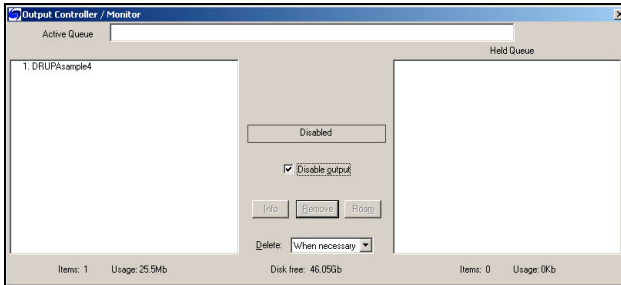 Output Controller / Monitor
Active Queue
Held Queue
1. DRUPAsample4
Disabled
Disable output
Info Remove Roam
Delete: When necessary
Items: 1 Usage: 25.5Mb Disk free: 46.05Gb Items: 0 Usage: 0Kb